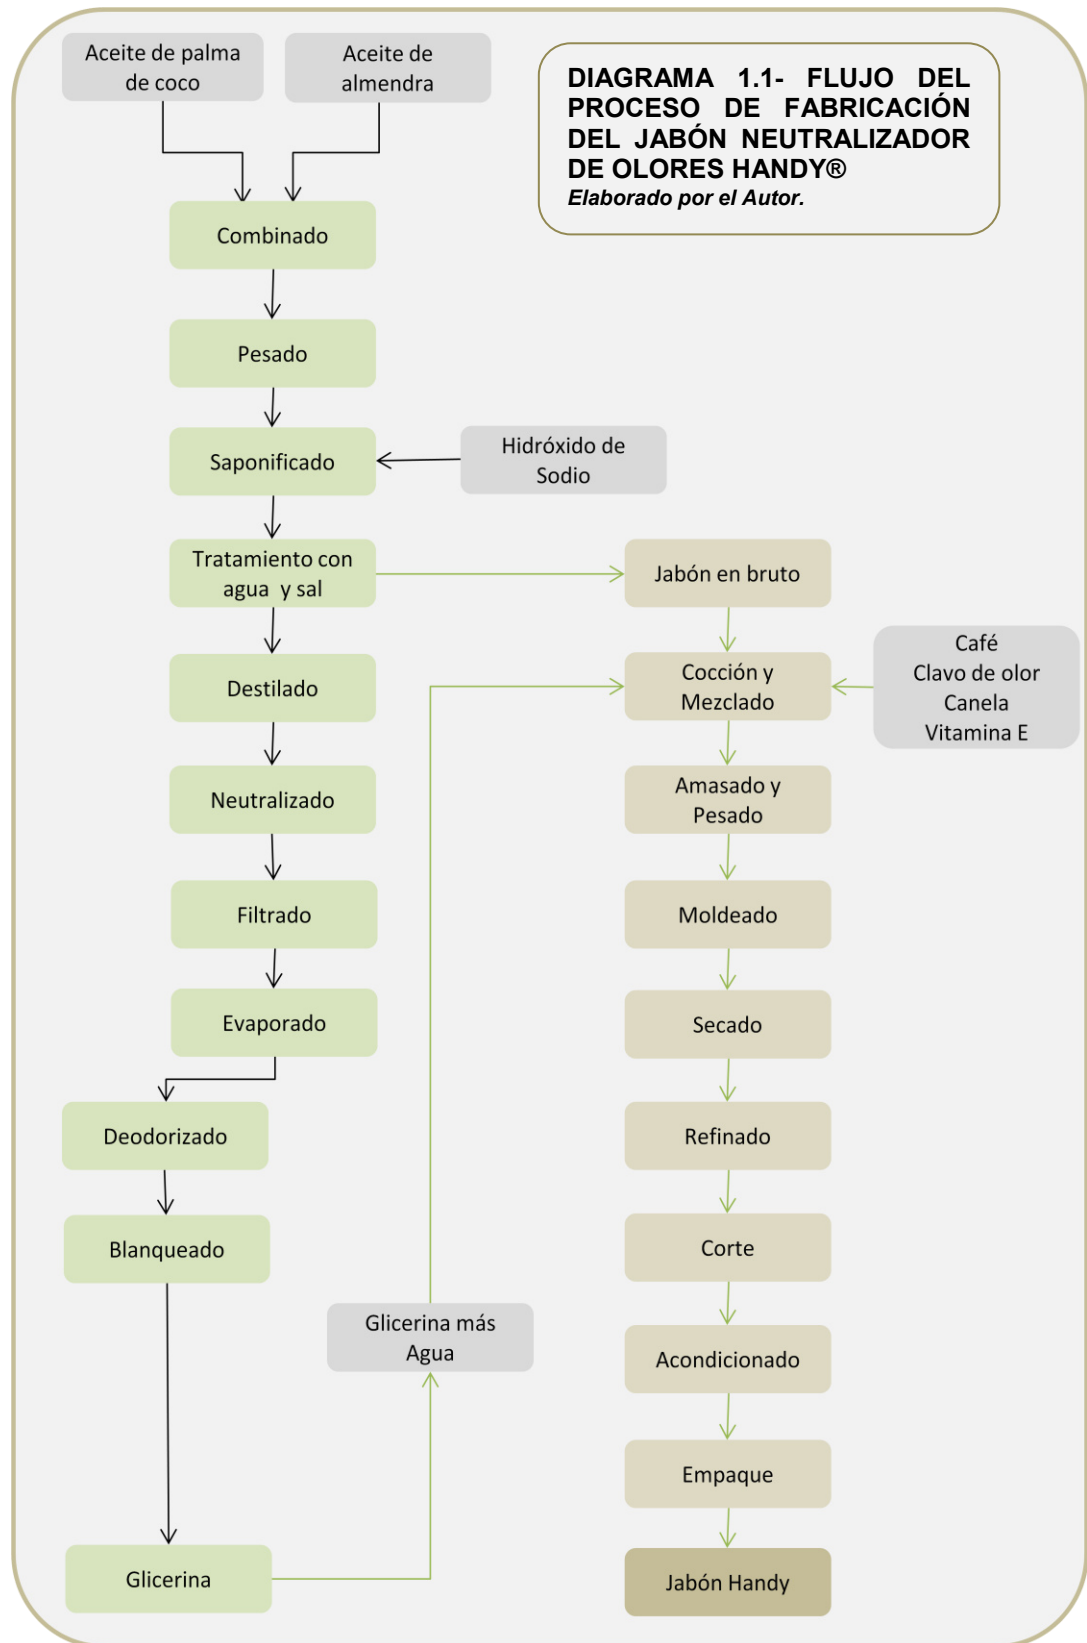 Aceite de palma
de coco
Aceite de
almendra
DIAGRAMA 1.1- FLUJO DEL
PROCESO DE FABRICACIÓN
DEL JABÓN NEUTRALIZADOR
DE OLORES HANDY®
Elaborado por el Autor.
Combinado
Pesado
Saponificado
Hidróxido de
Sodio
Tratamiento con
agua y sal
Jabón en bruto
Destilado
Cocción y
Mezclado
Café
Clavo de olor
Canela
Vitamina E
Neutralizado
Amasado y
Pesado
Filtrado
Moldeado
Evaporado
Secado
Deodorizado
Refinado
Blanqueado
Corte
Glicerina más
Agua
Acondicionado
Empaque
Glicerina
Jabón Handy